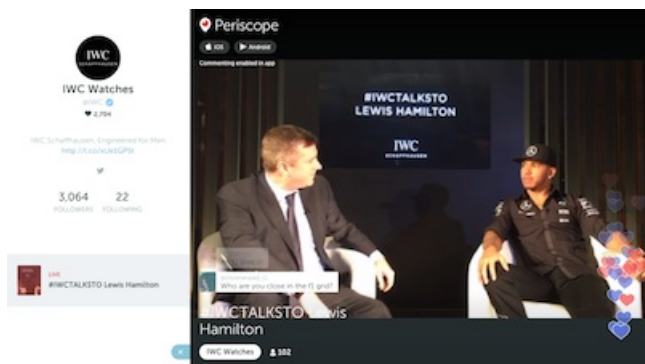 IWC
SCHAFFHAUSEN
IWC Watches
@IWC
2,704
IWC Schaffhausen, Engineered for Men.
3,064
FOLLOWERS
22
FOLLOWING
LIVE
#IWCTALKSTO Lewis Hamilton
Periscope
iOS
Android
Commenting enabled in app
#IWCTALKSTO
LEWIS HAMILTON
IWC
SCHAFFHAUSEN
Who are you close in the f1 grid?
#IWCTALKSTO Lewis
Hamilton
IWC Watches
102